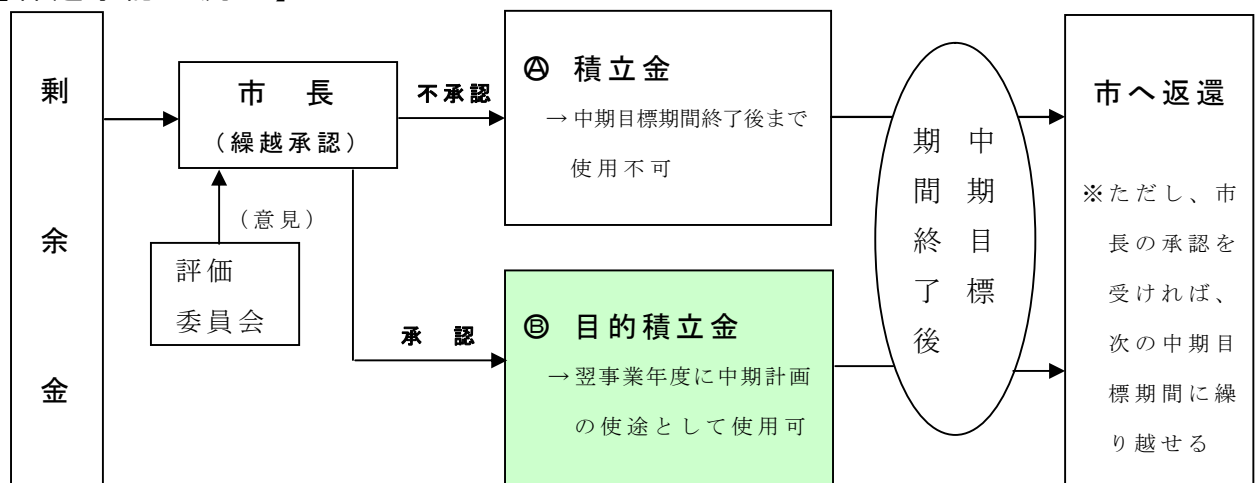 剰余金
市長
（繰越承認）
（意見）
評価
委員会
不承認
承認
Ⓐ 積立金
→中期目標期間終了後まで
使用不可
Ⓑ 目的積立金
→翌事業年度に中期計画
の使途として使用可
中期目標
期間終了後
市へ返還
※ただし、市
長の承認を
受ければ、
次の中期目
標期間に繰
り越せる